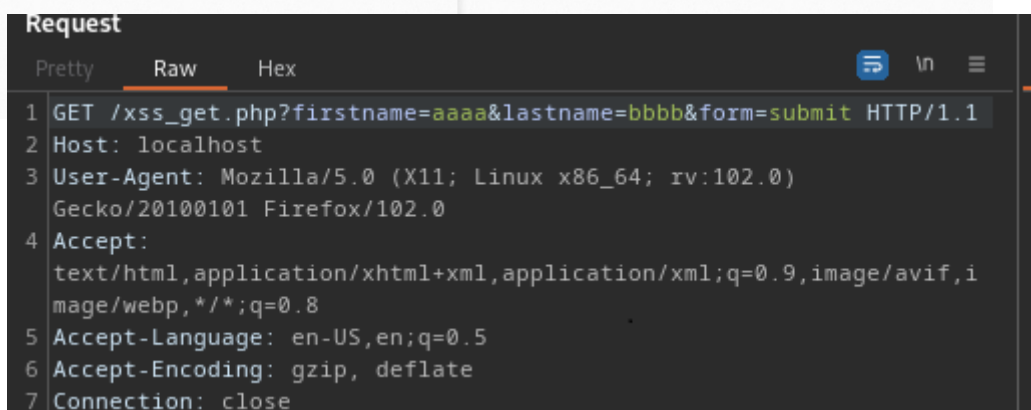 Request
Pretty Raw Hex \n
1 GET /xss_get.php?firstname=aaaa&lastname=bbbb&form=submit HTTP/1.1
2 Host: localhost
3 User-Agent: Mozilla/5.0 (X11; Linux x86_64; rv:102.0)
Gecko/20100101 Firefox/102.0
4 Accept:
text/html,application/xhtml+xml,application/xml;q=0.9,image/avif,i
mage/webp,*/*;q=0.8
5 Accept-Language: en-US,en;q=0.5
6 Accept-Encoding: gzip, deflate
7 Connection: close